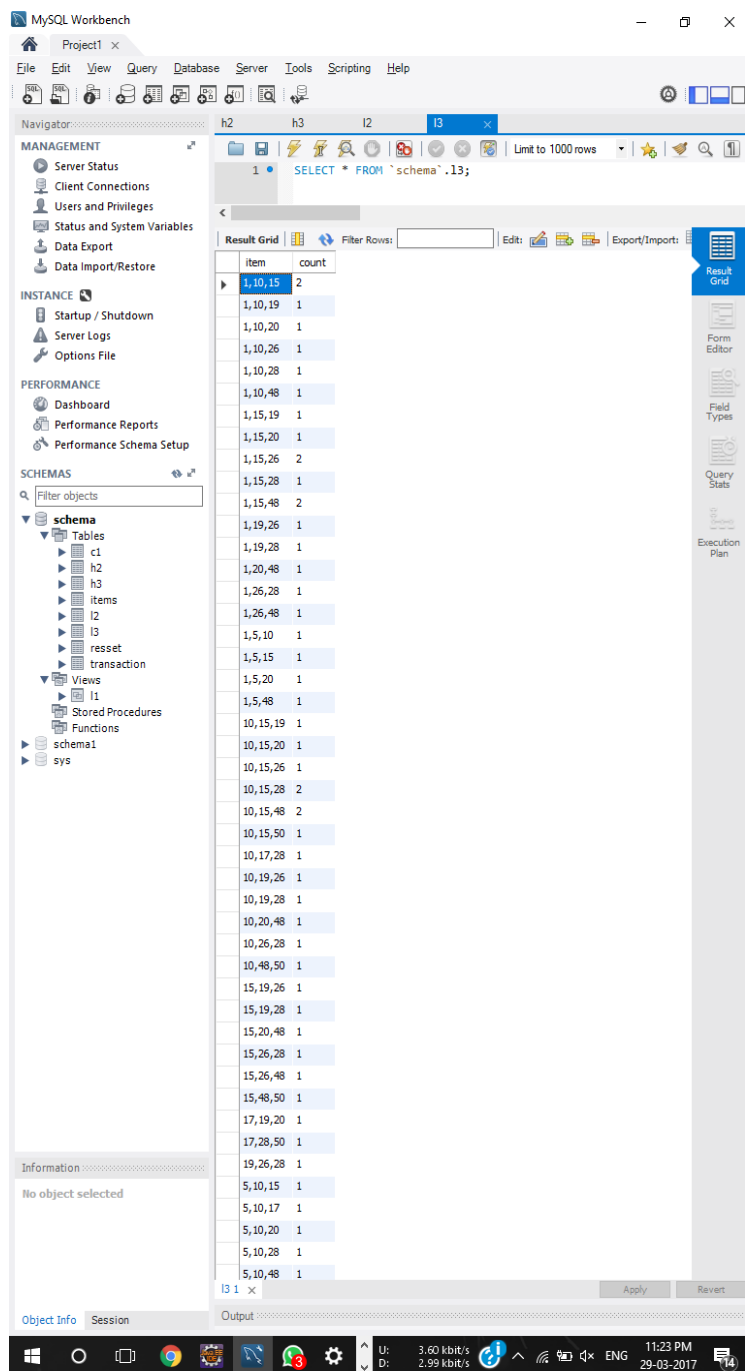 MySQL Workbench
Project1
File Edit View Query Database Server Tools Scripting Help
Navigator
MANAGEMENT
Server Status
Client Connections
Users and Privileges
Status and System Variables
Data Export
Data Import/Restore
INSTANCE
Startup / Shutdown
Server Logs
Options File
PERFORMANCE
Dashboard
Performance Reports
Performance Schema Setup
SCHEMAS
Filter objects
schema
Tables
c1
h2
h3
items
l2
l3
resset
transaction
Views
l1
Stored Procedures
Functions
schema1
sys
Information
No object selected
Object Info Session
h2 h3 l2 l3
Limit to 1000 rows
1 SELECT * FROM `schema`.l3;
Result Grid Filter Rows: Edit: Export/Import:
item count
1,10,15 2
1,10,19 1
1,10,20 1
1,10,26 1
1,10,28 1
1,10,48 1
1,15,19 1
1,15,20 1
1,15,26 2
1,15,28 1
1,15,48 2
1,19,26 1
1,19,28 1
1,20,48 1
1,26,28 1
1,26,48 1
1,5,10 1
1,5,15 1
1,5,20 1
1,5,48 1
10,15,19 1
10,15,20 1
10,15,26 1
10,15,28 2
10,15,48 2
10,15,50 1
10,17,28 1
10,19,26 1
10,19,28 1
10,20,48 1
10,26,28 1
10,48,50 1
15,19,26 1
15,19,28 1
15,20,48 1
15,26,28 1
15,26,48 1
15,48,50 1
17,19,20 1
17,28,50 1
19,26,28 1
5,10,15 1
5,10,17 1
5,10,20 1
5,10,28 1
5,10,48 1
Result
Grid
Form
Editor
Field
Types
Query
Stats
Execution
Plan
l3 1
Apply Revert
Output
U: 3.60 kbit/s
D: 2.99 kbit/s
3
ENG
11:23 PM
29-03-2017
14